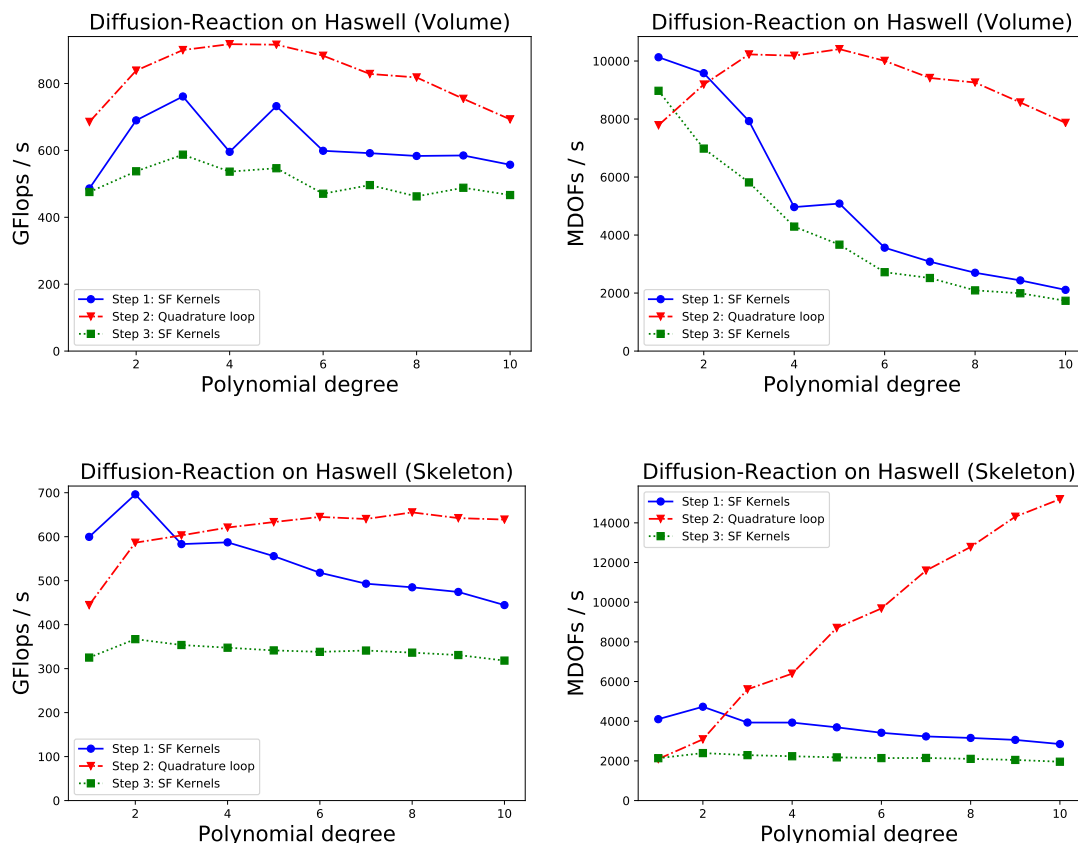 Diffusion-Reaction on Haswell (Volume)
800
600
400
200
0
GFlops / s
Step 1: SF Kernels
Step 2: Quadrature loop
Step 3: SF Kernels
2 4 6 8 10
Polynomial degree
Diffusion-Reaction on Haswell (Volume)
10000
8000
6000
4000
2000
0
MDOFs / s
Step 1: SF Kernels
Step 2: Quadrature loop
Step 3: SF Kernels
2 4 6 8 10
Polynomial degree
Diffusion-Reaction on Haswell (Skeleton)
700
600
500
400
300
200
100
0
GFlops / s
Step 1: SF Kernels
Step 2: Quadrature loop
Step 3: SF Kernels
2 4 6 8 10
Polynomial degree
Diffusion-Reaction on Haswell (Skeleton)
14000
12000
10000
8000
6000
4000
2000
0
MDOFs / s
Step 1: SF Kernels
Step 2: Quadrature loop
Step 3: SF Kernels
2 4 6 8 10
Polynomial degree